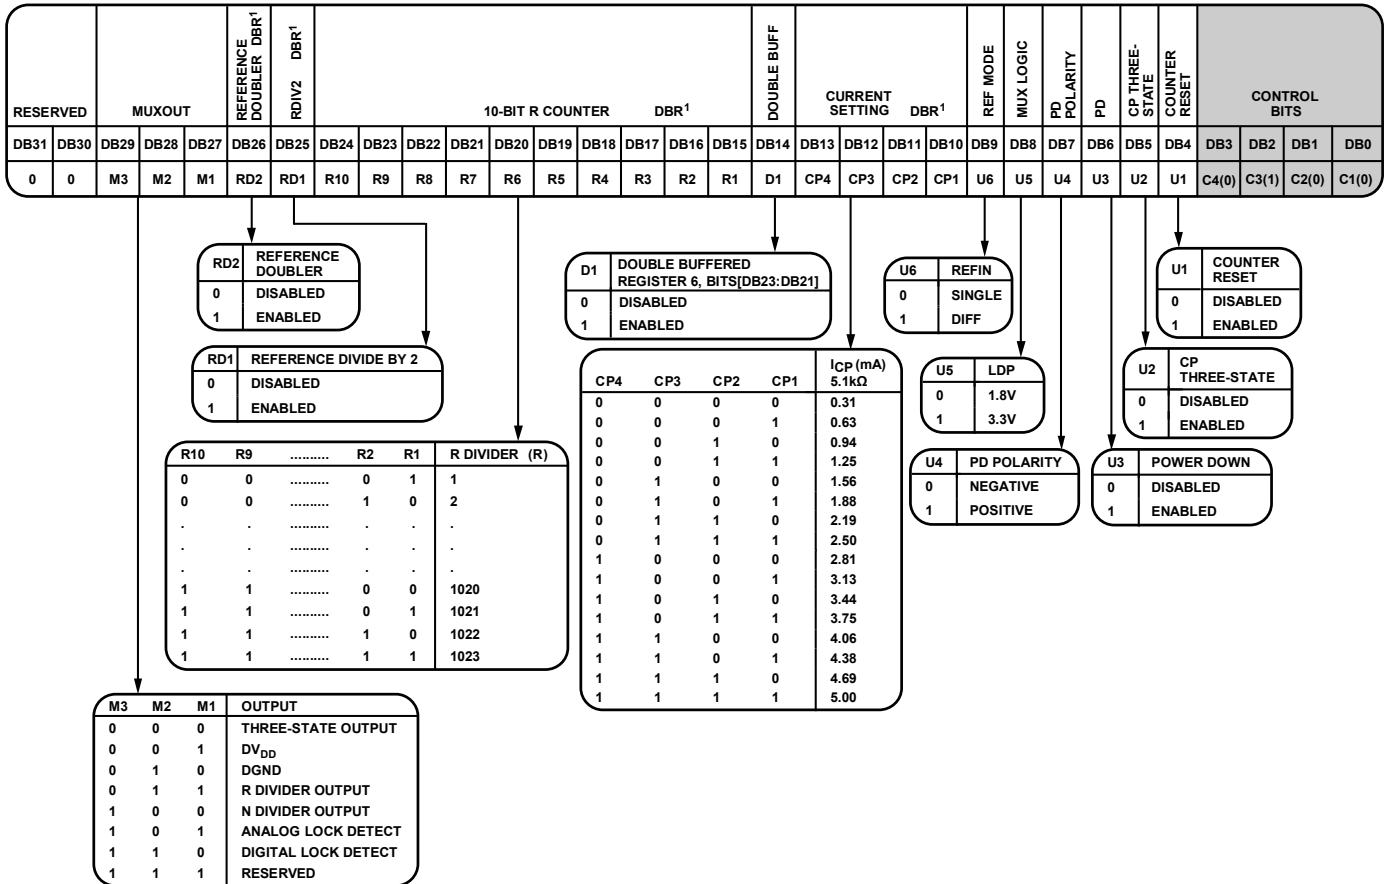 RESERVED MUXOUT REFERENCE DOUBLER DBR1 RDIV2 DBR1 10-BIT R COUNTER DBR1 DOUBLE BUFF CURRENT SETTING DBR1 REF MODE MUX LOGIC PD POLARITY PD CP THREE-STATE COUNTER RESET CONTROL BITS
DB31 DB30 DB29 DB28 DB27 DB26 DB25 DB24 DB23 DB22 DB21 DB20 DB19 DB18 DB17 DB16 DB15 DB14 DB13 DB12 DB11 DB10 DB9 DB8 DB7 DB6 DB5 DB4 DB3 DB2 DB1 DB0
0 0 M3 M2 M1 RD2 RD1 R10 R9 R8 R7 R6 R5 R4 R3 R2 R1 D1 CP4 CP3 CP2 CP1 U6 U5 U4 U3 U2 U1 C4(0) C3(1) C2(0) C1(0)
RD2 REFERENCE DOUBLER
0 DISABLED
1 ENABLED
RD1 REFERENCE DIVIDE BY 2
0 DISABLED
1 ENABLED
R10 R9 .......... R2 R1 R DIVIDER (R)
0 0 .......... 0 1 1
0 0 .......... 1 0 2
. . .......... . . .
. . .......... . . .
. . .......... . . .
1 1 .......... 0 0 1020
1 1 .......... 0 1 1021
1 1 .......... 1 0 1022
1 1 .......... 1 1 1023
M3 M2 M1 OUTPUT
0 0 0 THREE-STATE OUTPUT
0 0 1 DVDD
0 1 0 DGND
0 1 1 R DIVIDER OUTPUT
1 0 0 N DIVIDER OUTPUT
1 0 1 ANALOG LOCK DETECT
1 1 0 DIGITAL LOCK DETECT
1 1 1 RESERVED
D1 DOUBLE BUFFERED
REGISTER 6, BITS[DB23:DB21]
0 DISABLED
1 ENABLED
ICP (mA)
CP4 CP3 CP2 CP1 5.1kΩ
0 0 0 0 0.31
0 0 0 1 0.63
0 0 1 0 0.94
0 0 1 1 1.25
0 1 0 0 1.56
0 1 0 1 1.88
0 1 1 0 2.19
0 1 1 1 2.50
1 0 0 0 2.81
1 0 0 1 3.13
1 0 1 0 3.44
1 0 1 1 3.75
1 1 0 0 4.06
1 1 0 1 4.38
1 1 1 0 4.69
1 1 1 1 5.00
U6 REFIN
0 SINGLE
1 DIFF
U5 LDP
0 1.8V
1 3.3V
U4 PD POLARITY
0 NEGATIVE
1 POSITIVE
U1 COUNTER RESET
0 DISABLED
1 ENABLED
U2 CP THREE-STATE
0 DISABLED
1 ENABLED
U3 POWER DOWN
0 DISABLED
1 ENABLED